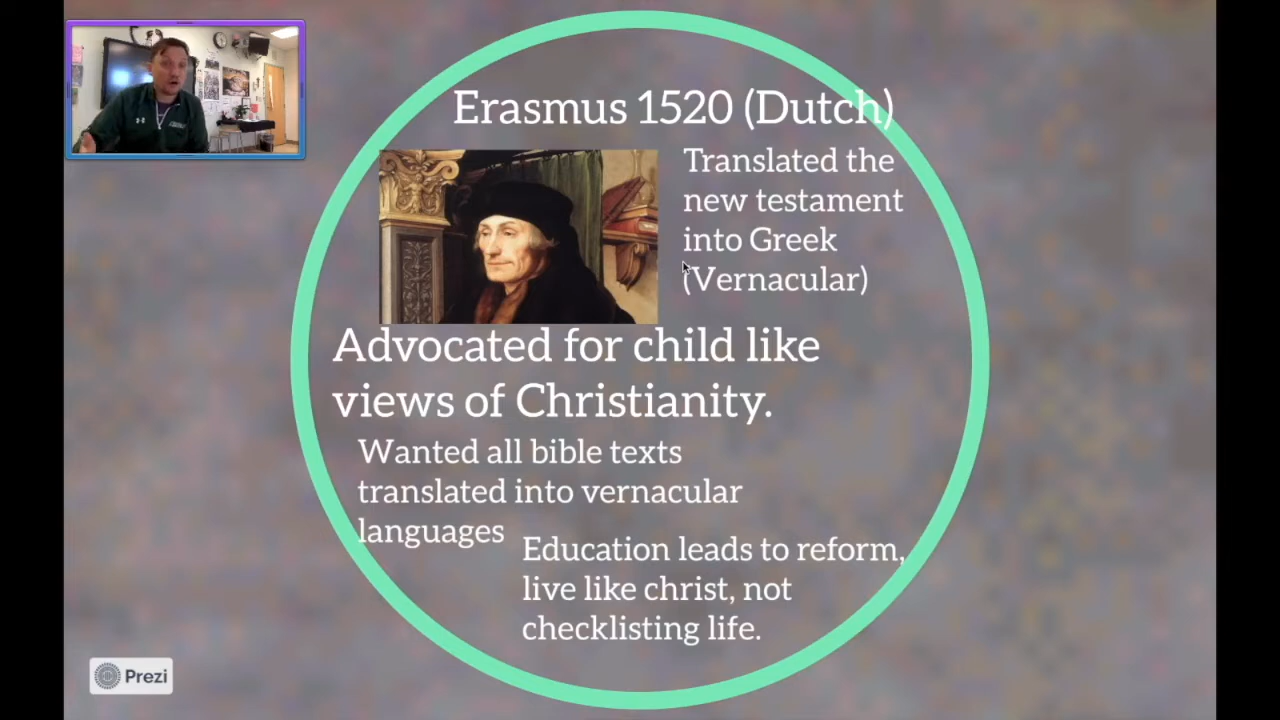 Erasmus 1520 (Dutch)
Translated the
new testament
into Greek
(Vernacular)
Advocated for child like
views of Christianity.
Wanted all bible texts
translated into vernacular
languages
Education leads to reform,
live like christ, not
checklisting life.
Prezi